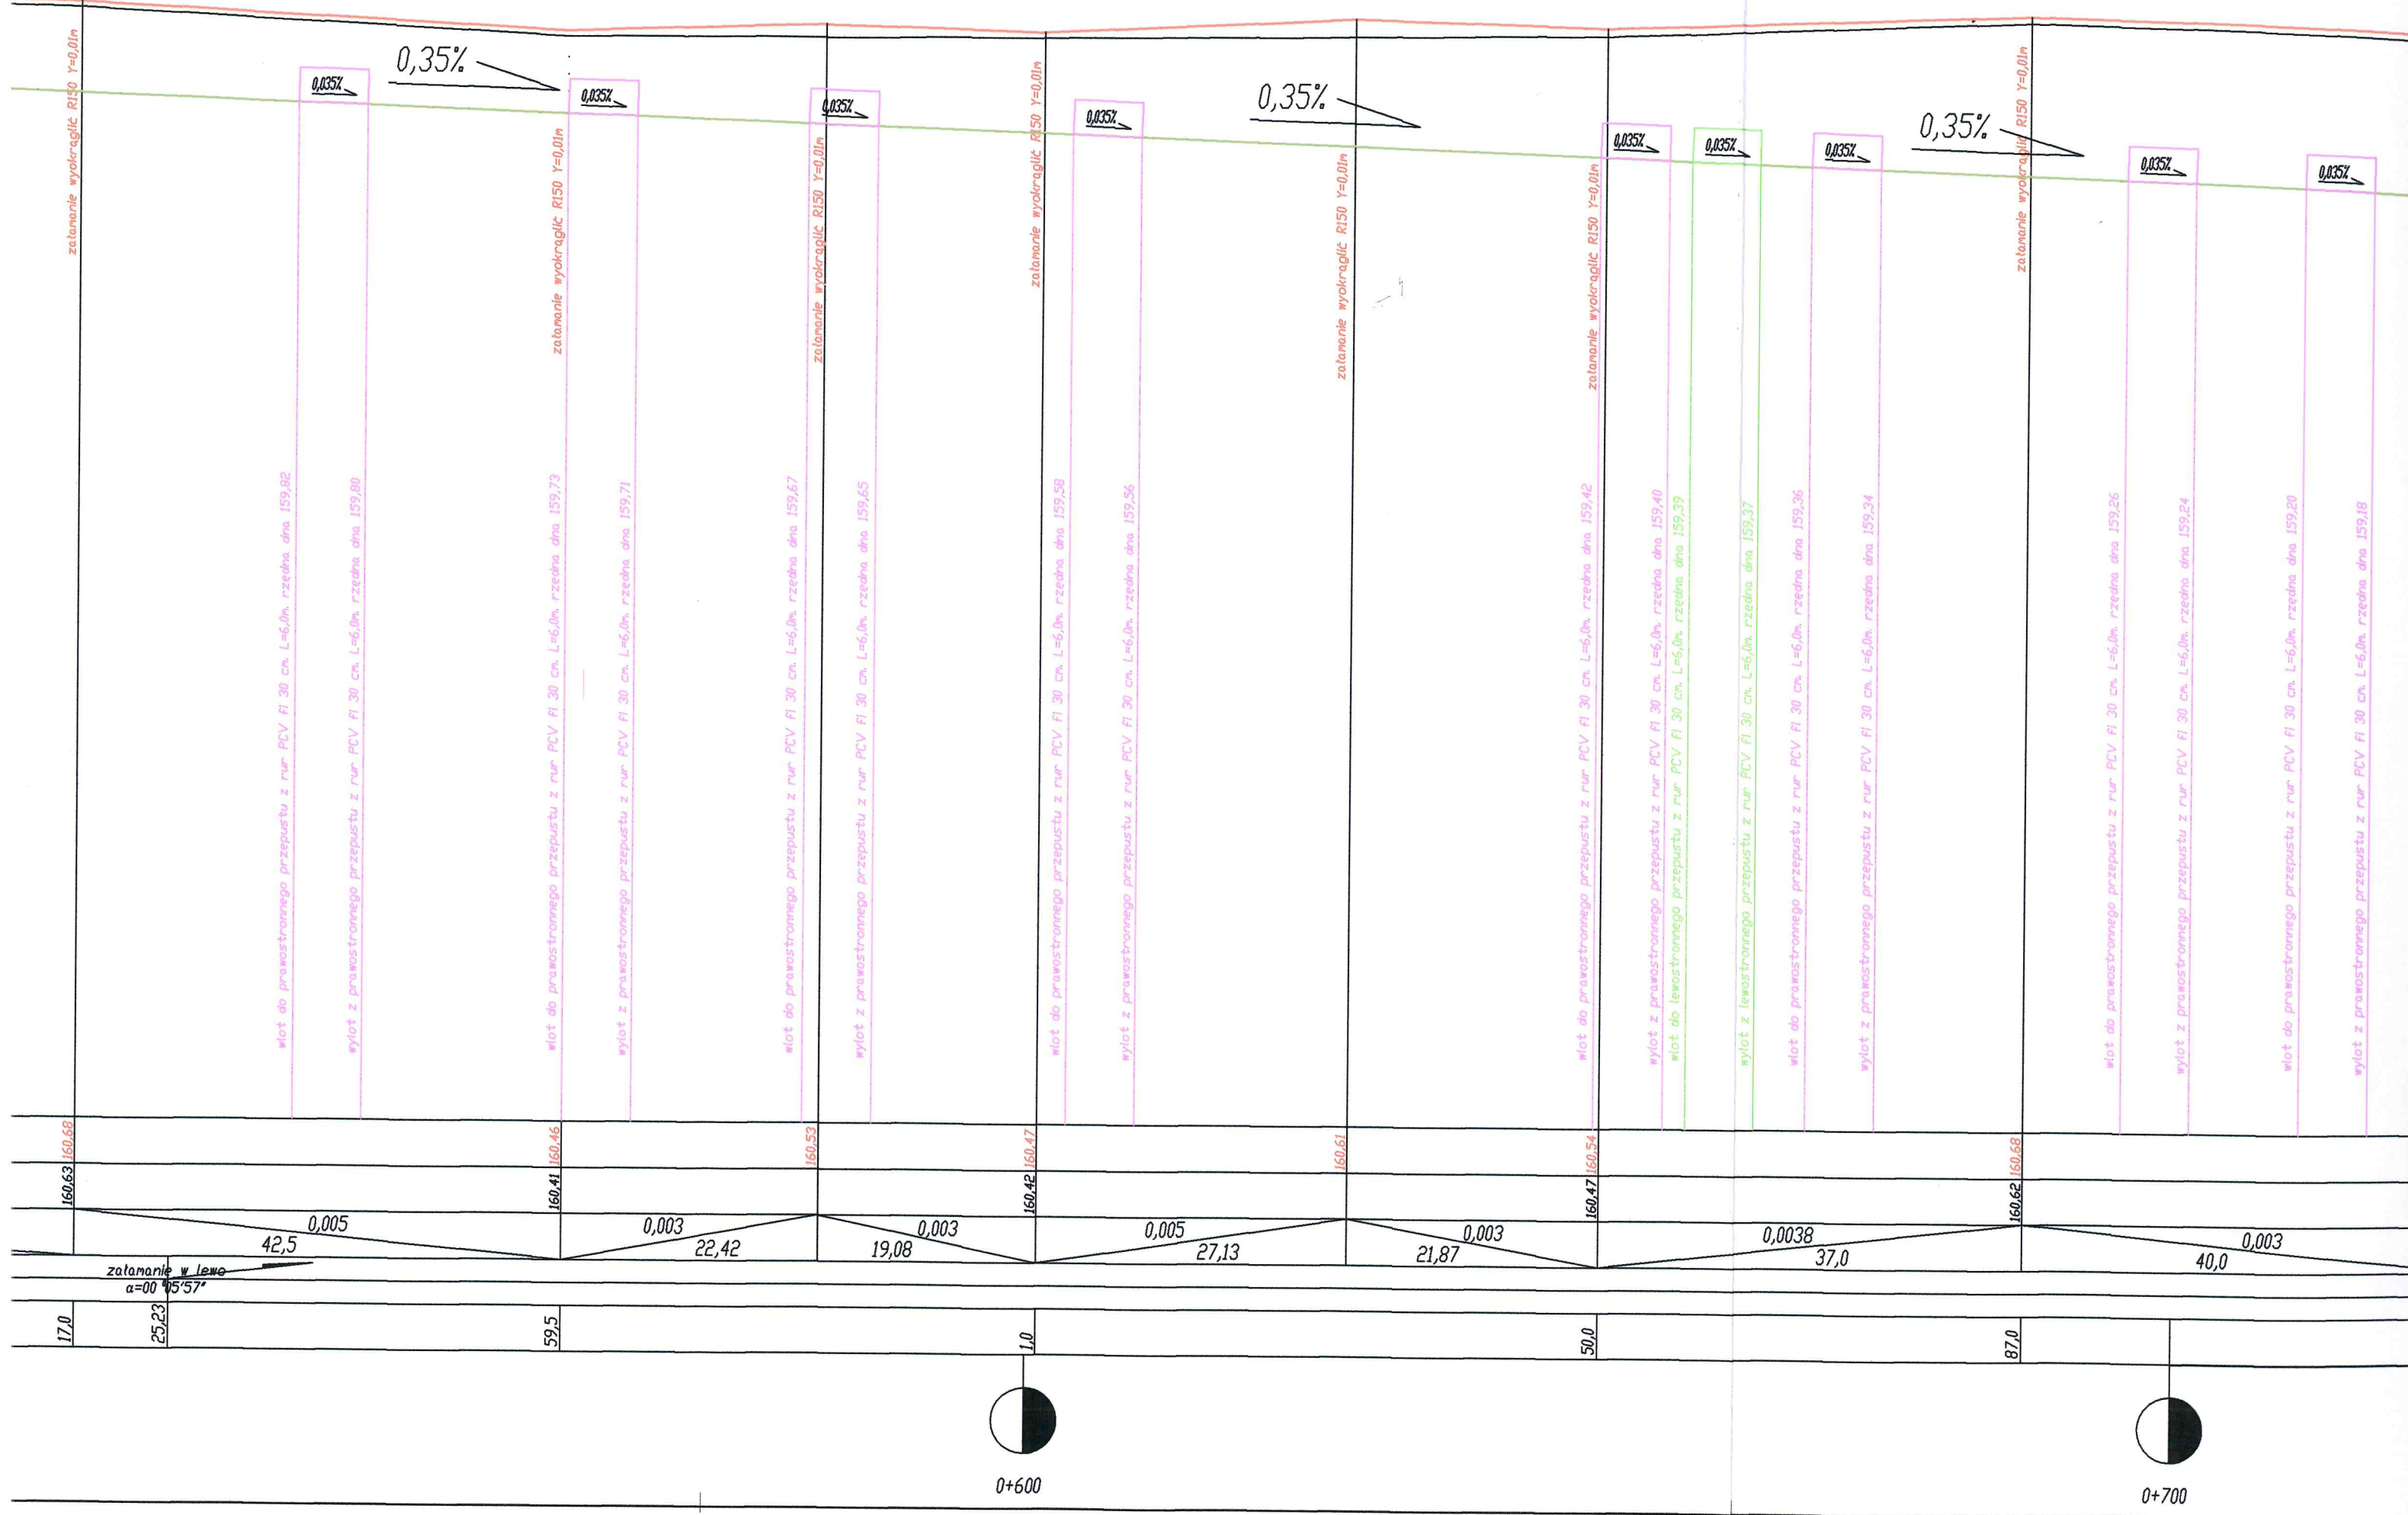 0,35%
0,35%
0,35%
0,035%
0,035%
0,035%
0,035%
0,035%
0,035%
0,035%
0,035%
0,035%
załamanie wyokrąglić R150 Y=0,01m
załamanie wyokrąglić R150 Y=0,01m
załamanie wyokrąglić R150 Y=0,01m
załamanie wyokrąglić R150 Y=0,01m
załamanie wyokrąglić R150 Y=0,01m
załamanie wyokrąglić R150 Y=0,01m
załamanie wyokrąglić R150 Y=0,01m
wlot do prawostronnego przepustu z rur PCV fi 30 cm. L=6,0m. rzędna dna 159,82
wylot z prawostronnego przepustu z rur PCV fi 30 cm. L=6,0m. rzędna dna 159,80
wlot do prawostronnego przepustu z rur PCV fi 30 cm. L=6,0m. rzędna dna 159,73
wylot z prawostronnego przepustu z rur PCV fi 30 cm. L=6,0m. rzędna dna 159,71
wlot do prawostronnego przepustu z rur PCV fi 30 cm. L=6,0m. rzędna dna 159,67
wylot z prawostronnego przepustu z rur PCV fi 30 cm. L=6,0m. rzędna dna 159,65
wlot do prawostronnego przepustu z rur PCV fi 30 cm. L=6,0m. rzędna dna 159,58
wylot z prawostronnego przepustu z rur PCV fi 30 cm. L=6,0m. rzędna dna 159,56
wlot do prawostronnego przepustu z rur PCV fi 30 cm. L=6,0m. rzędna dna 159,42
wylot z prawostronnego przepustu z rur PCV fi 30 cm. L=6,0m. rzędna dna 159,40
wlot do lewostronnego przepustu z rur PCV fi 30 cm. L=6,0m. rzędna dna 159,39
wylot z lewostronnego przepustu z rur PCV fi 30 cm. L=6,0m. rzędna dna 159,37
wlot do prawostronnego przepustu z rur PCV fi 30 cm. L=6,0m. rzędna dna 159,36
wylot z prawostronnego przepustu z rur PCV fi 30 cm. L=6,0m. rzędna dna 159,34
wlot do prawostronnego przepustu z rur PCV fi 30 cm. L=6,0m. rzędna dna 159,26
wylot z prawostronnego przepustu z rur PCV fi 30 cm. L=6,0m. rzędna dna 159,24
wlot do prawostronnego przepustu z rur PCV fi 30 cm. L=6,0m. rzędna dna 159,20
wylot z prawostronnego przepustu z rur PCV fi 30 cm. L=6,0m. rzędna dna 159,18
160,68
160,46
160,53
160,47
160,61
160,54
160,68
160,63
160,41
160,42
160,47
160,62
0,005
0,003
0,003
0,005
0,003
0,0038
0,003
42,5
22,42
19,08
27,13
21,87
37,0
40,0
załamanie w lewo
α=00°05'57"
17,0
25,23
59,5
1,0
50,0
87,0
0+600
0+700